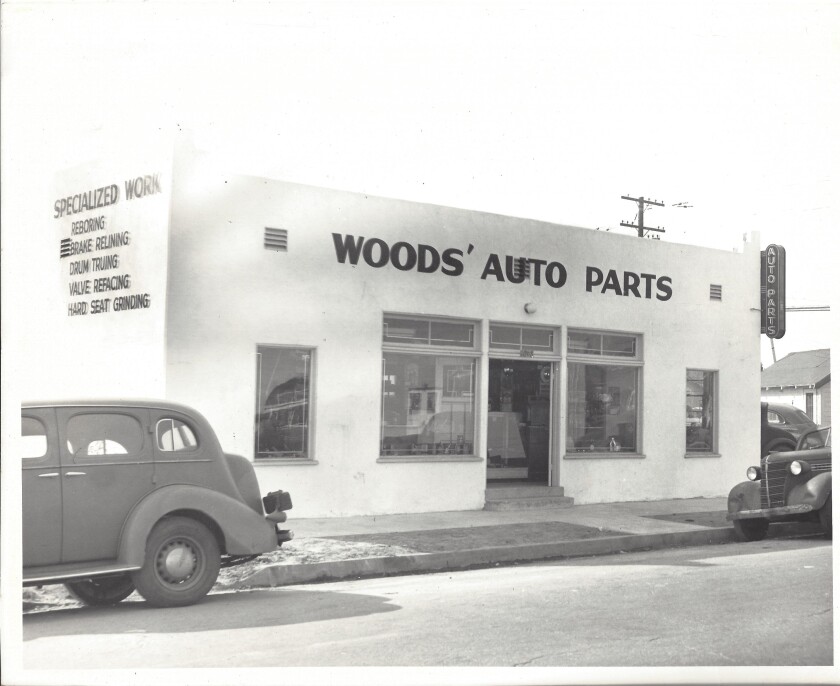 SPECIALIZED WORK
REBORING
BRAKE RELINING
DRUM TRUING
VALVE REFACING
HARD SEAT GRINDING
WOODS' AUTO PARTS
AUTO PARTS